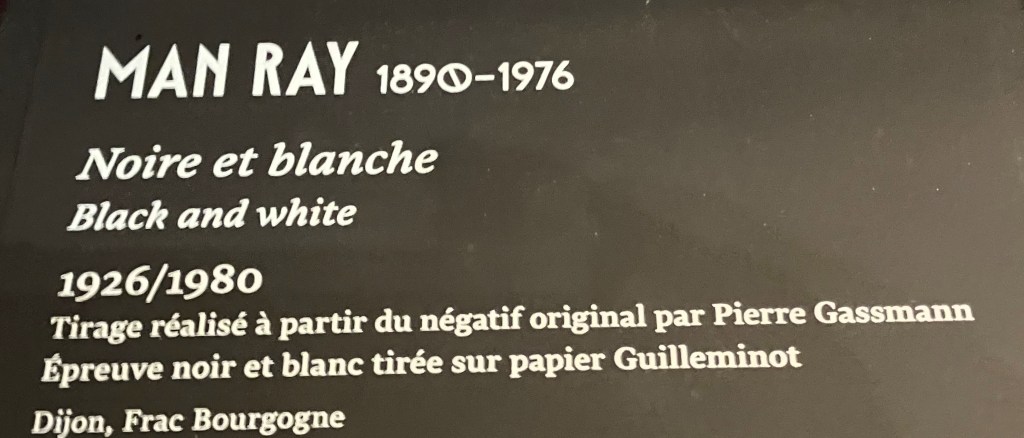 MAN RAY 1890-1976
Noire et blanche
Black and white
1926/1980
Tirage réalisé à partir du négatif original par Pierre Gassmann
Épreuve noir et blanc tirée sur papier Guilleminot
Dijon, Frac Bourgogne